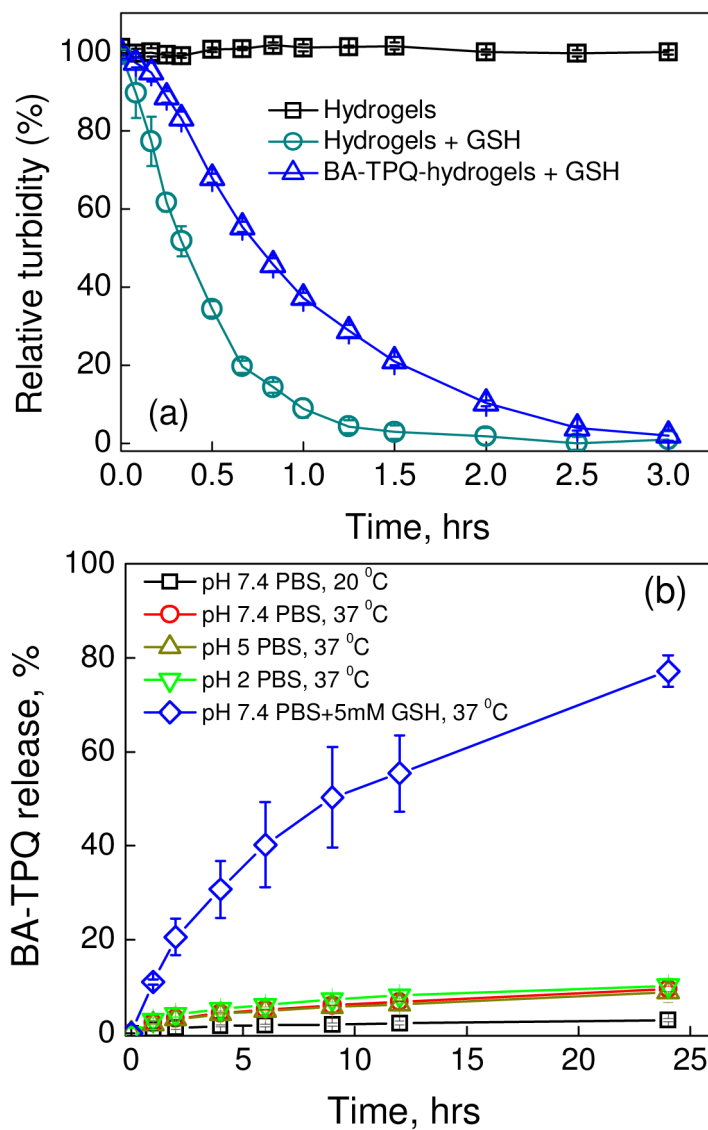 100
80
60
40
20
0
Relative turbidity (%)
Hydrogels
Hydrogels + GSH
BA-TPQ-hydrogels + GSH
(a)
0.0 0.5 1.0 1.5 2.0 2.5 3.0
Time, hrs
100
80
60
40
20
0
BA-TPQ release, %
pH 7.4 PBS, 20 ⁰C
pH 7.4 PBS, 37 ⁰C
pH 5 PBS, 37 ⁰C
pH 2 PBS, 37 ⁰C
pH 7.4 PBS+5mM GSH, 37 ⁰C
(b)
0 5 10 15 20 25
Time, hrs